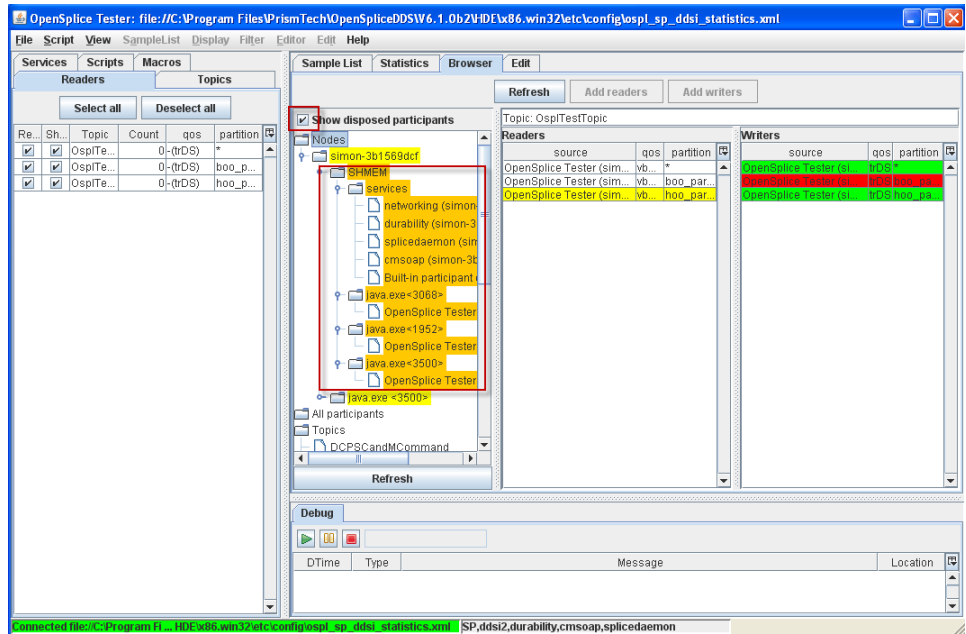 OpenSplice Tester: file://C:\Program Files\PrismTech\OpenSpliceDDS\V6.1.0b2\HDE\x86.win32\etc\config\ospl_sp_ddsi_statistics.xml
File Script View SampleList Display Filter Editor Edit Help
Services Scripts Macros
Readers Topics
Select all Deselect all
Re... Sh... Topic Count qos partition
OsplTe... 0 -(trDS) *
OsplTe... 0 -(trDS) boo_p...
OsplTe... 0 -(trDS) hoo_p...
Sample List Statistics Browser Edit
Refresh Add readers Add writers
Show disposed participants
Nodes
simon-3b1569dcf
SHMEM
services
networking (simon-
durability (simon-3
splicedaemon (sim
cmsoap (simon-3b
Built-in participant
java.exe<3068>
OpenSplice Tester
java.exe<1952>
OpenSplice Tester
java.exe<3500>
OpenSplice Tester
java.exe <3500>
All participants
Topics
DCPSCandMCommand
Refresh
Topic: OsplTestTopic
Readers
source qos partition
OpenSplice Tester (sim... vb... *
OpenSplice Tester (sim... vb... boo_par...
OpenSplice Tester (sim... vb... hoo_par...
Writers
source qos partition
OpenSplice Tester (si... trDS *
OpenSplice Tester (si... trDS boo_pa...
OpenSplice Tester (si... trDS hoo_pa...
Debug
DTime Type Message Location
Connected file://C:\Program Fi ... HDE\x86.win32\etc\config\ospl_sp_ddsi_statistics.xml SP,ddsi2,durability,cmsoap,splicedaemon